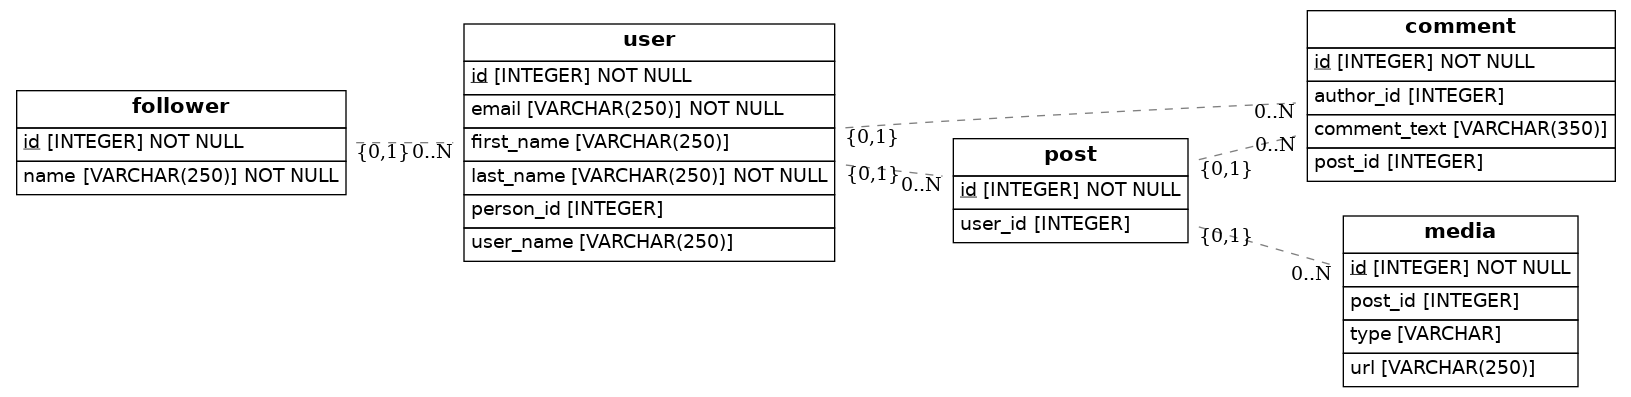 follower
id [INTEGER] NOT NULL
name [VARCHAR(250)] NOT NULL
{0,1}
0..N
user
id [INTEGER] NOT NULL
email [VARCHAR(250)] NOT NULL
first_name [VARCHAR(250)]
last_name [VARCHAR(250)] NOT NULL
person_id [INTEGER]
user_name [VARCHAR(250)]
{0,1}
0..N
{0,1}
0..N
post
id [INTEGER] NOT NULL
user_id [INTEGER]
{0,1}
0..N
{0,1}
0..N
comment
id [INTEGER] NOT NULL
author_id [INTEGER]
comment_text [VARCHAR(350)]
post_id [INTEGER]
media
id [INTEGER] NOT NULL
post_id [INTEGER]
type [VARCHAR]
url [VARCHAR(250)]